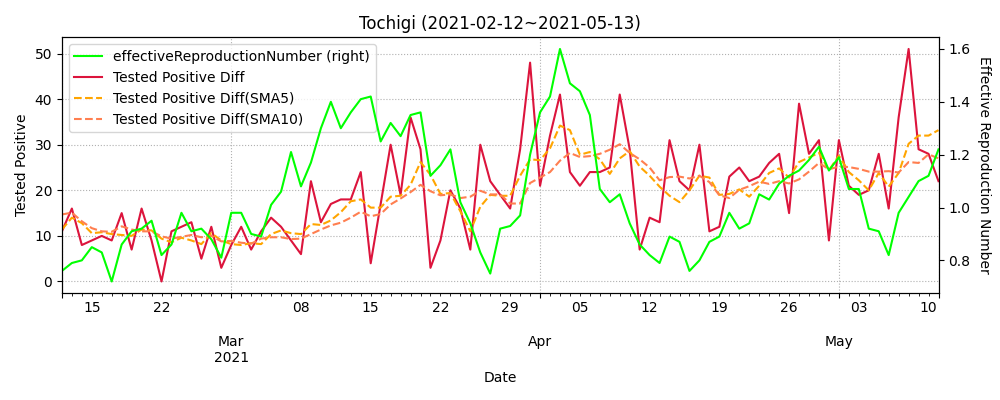 Tochigi (2021-02-12~2021-05-13)
effectiveReproductionNumber (right)
Tested Positive Diff
Tested Positive Diff(SMA5)
Tested Positive Diff(SMA10)
Tested Positive
50
40
30
20
10
0
1.6
1.4
1.2
1.0
0.8
Effective Reproduction Number
15 22 08 15 22 29 05 12 19 26 03 10
Mar Apr May
2021
Date